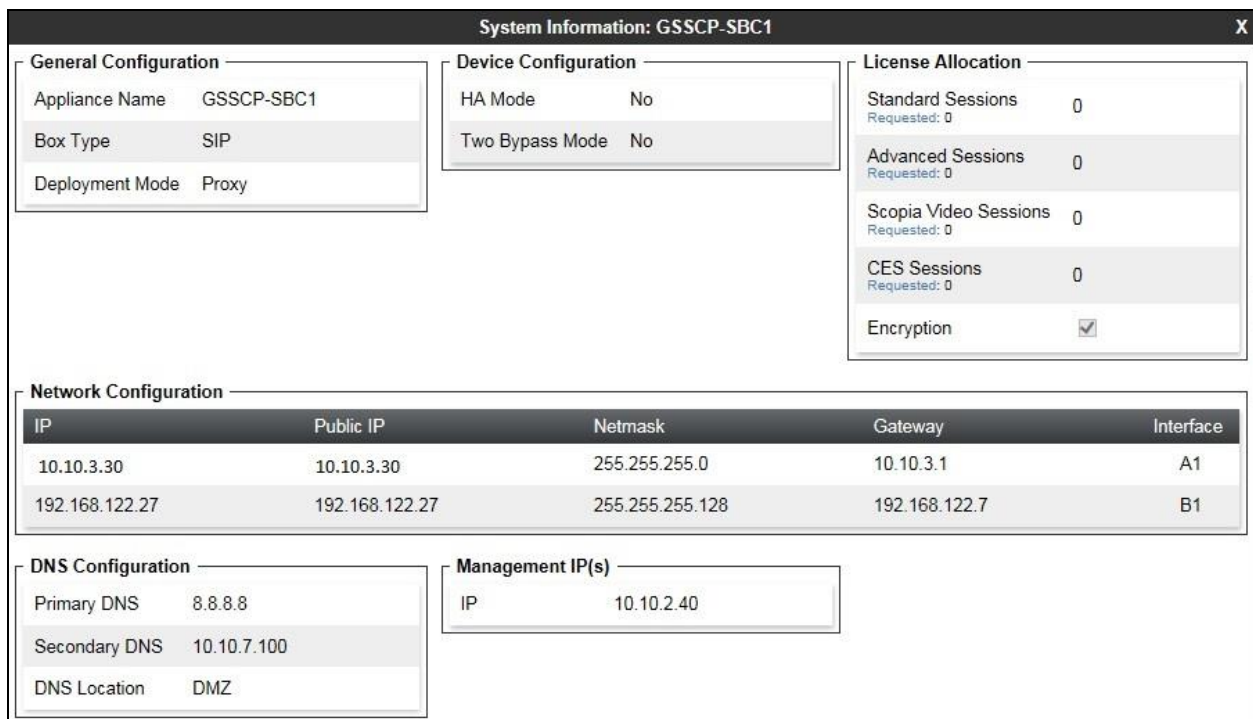 System Information: GSSCP-SBC1 X
General Configuration
Appliance Name GSSCP-SBC1
Box Type SIP
Deployment Mode Proxy
Device Configuration
HA Mode No
Two Bypass Mode No
License Allocation
Standard Sessions 0
Requested: 0
Advanced Sessions 0
Requested: 0
Scopia Video Sessions 0
Requested: 0
CES Sessions 0
Requested: 0
Encryption
Network Configuration
IP Public IP Netmask Gateway Interface
10.10.3.30 10.10.3.30 255.255.255.0 10.10.3.1 A1
192.168.122.27 192.168.122.27 255.255.255.128 192.168.122.7 B1
DNS Configuration
Primary DNS 8.8.8.8
Secondary DNS 10.10.7.100
DNS Location DMZ
Management IP(s)
IP 10.10.2.40